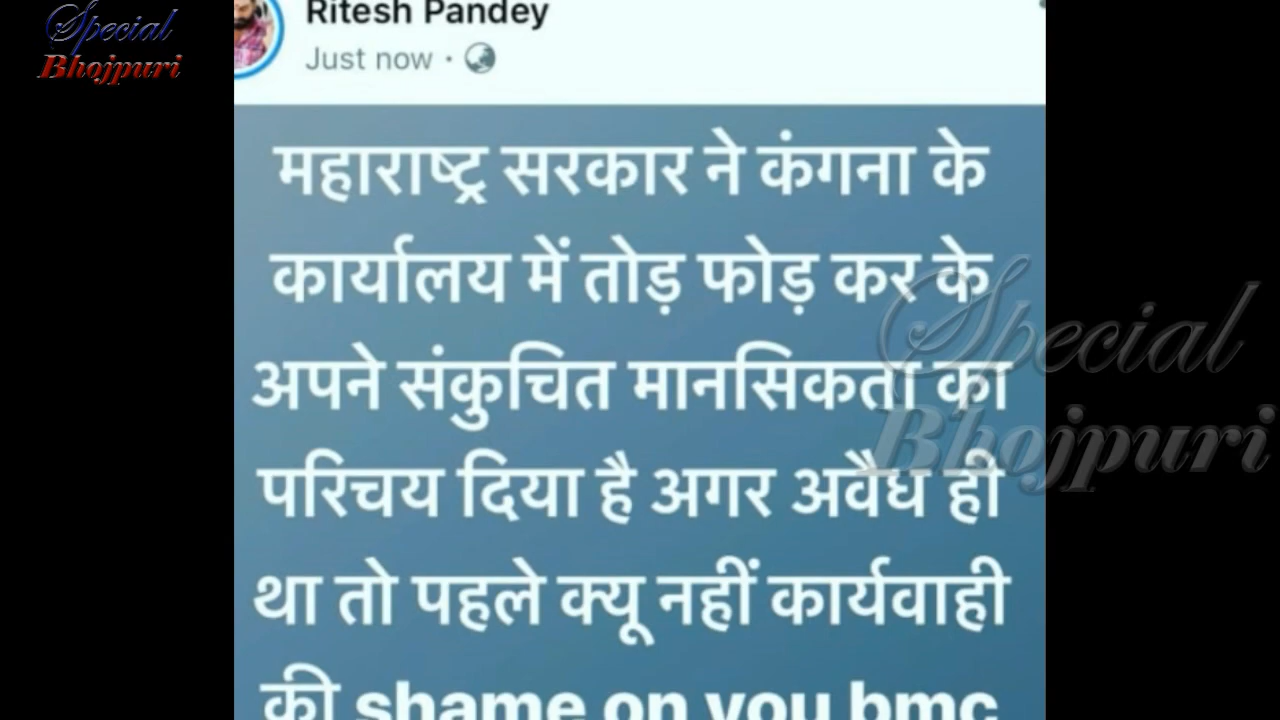 Special
Bhojpuri
Ritesh Pandey
Just now ·
महाराष्ट्र सरकार ने कंगना के
कार्यालय में तोड़ फोड़ कर के
अपने संकुचित मानसिकता का
परिचय दिया है अगर अवैध ही
था तो पहले क्यू नहीं कार्यवाही
की shame on you bmc
Special
Bhojpuri